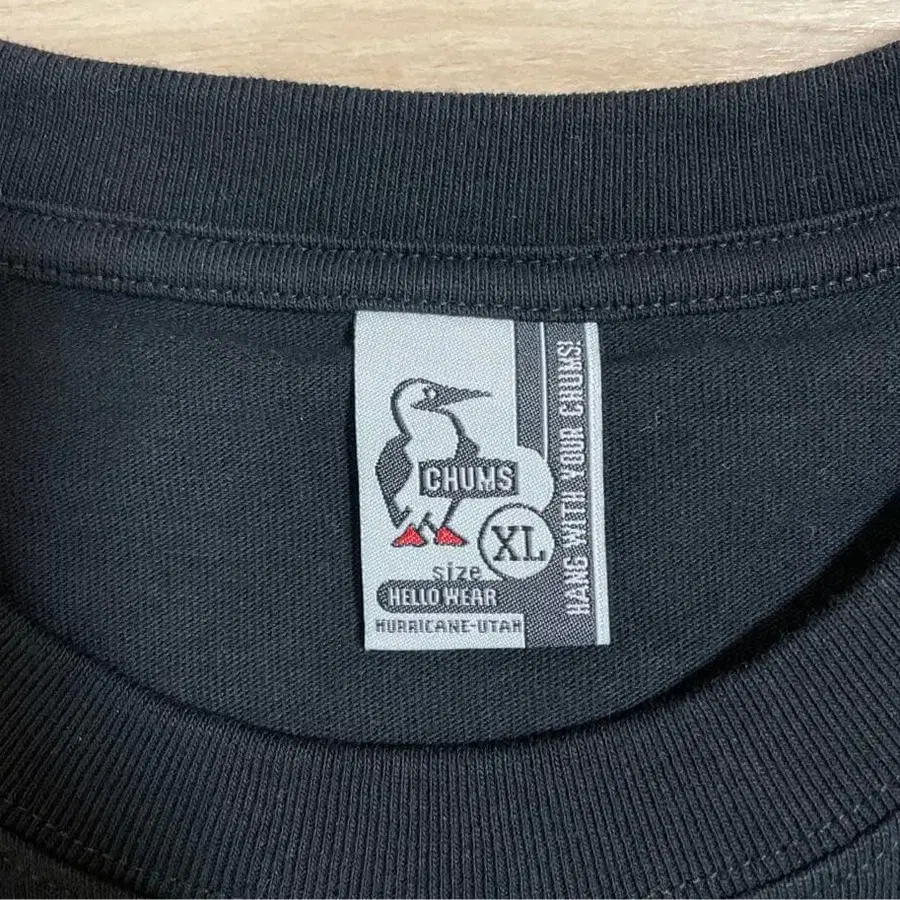 CHUMS
XL
size
HELLO WEAR
HURRICANE-UTAH
HANG WITH YOUR CHUMS!